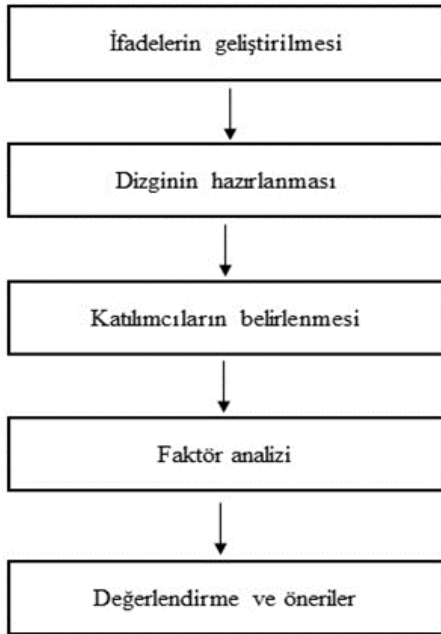 İfadelerin geliştirilmesi
Dizginin hazırlanması
Katılımcıların belirlenmesi
Faktör analizi
Değerlendirme ve öneriler